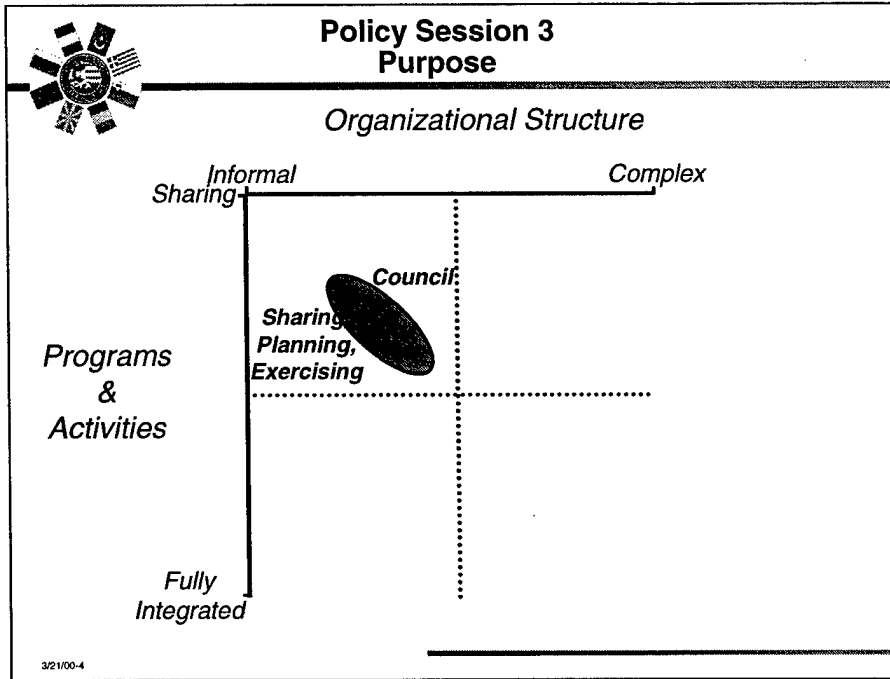 Policy Session 3
Purpose
Organizational Structure
Informal
Complex
Sharing
Council
Sharing
Planning,
Exercising
Programs
&
Activities
Fully
Integrated
3/21/00-4